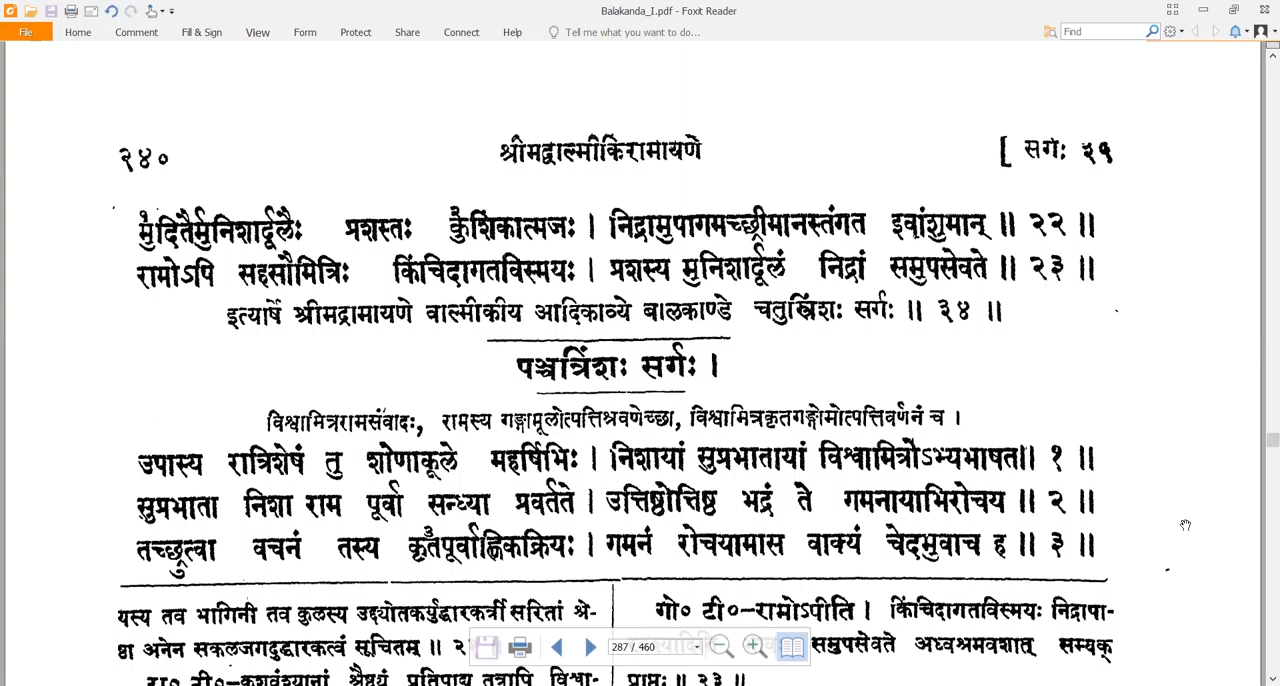 Balakanda_I.pdf - Foxit Reader
File Home Comment Fill & Sign View Form Protect Share Connect Help Tell me what you want to do... Find
२४० श्रीमद्वाल्मीकिरामायणे [ सर्गः ३५
मुदितैर्मुनिशार्दूलैः प्रशस्तः कुशिकात्मजः । निद्रामुपागमच्छ्रीमानस्तंगत इवांशुमान् ॥ २२ ॥
रामोऽपि सहसौमित्रिः किंचिदागतविस्मयः । प्रशस्य मुनिशार्दूलं निद्रां समुपसेवते ॥ २३ ॥
इत्यार्षे श्रीमद्रामायणे वाल्मीकीय आदिकाव्ये बालकाण्डे चतुस्त्रिंशः सर्गः ॥ ३४ ॥
पञ्चत्रिंशः सर्गः ।
विश्वामित्ररामसंवादः, रामस्य गङ्गामूलोत्पत्तिश्रवणेच्छा, विश्वामित्रकृतगङ्गोमोत्पत्तिवर्णनं च ।
उपास्य रात्रिशेषं तु शोणाकूले महर्षिभिः । निशायां सुप्रभातायां विश्वामित्रोऽभ्यभाषत॥ १ ॥
सुप्रभाता निशा राम पूर्वा सन्ध्या प्रवर्तते । उत्तिष्ठोत्तिष्ठ भद्रं ते गमनायाभिरोचय ॥ २ ॥
तच्छ्रुत्वा वचनं तस्य कृतपूर्वाह्णिकक्रियः । गमनं रोचयामास वाक्यं चेदमुवाच ह ॥ ३ ॥
यस्य तव भागिनी तव कुलस्य उद्द्योतकर्युद्धारकर्त्री सरितां श्रे-
ष्ठा अनेन सकलजगदुद्धारकत्वं सूचितम् ॥
गो० टी०-रामोऽपीति । किंचिदागतविस्मयः निद्रापा-
समुपसेवते अध्वश्रमवशात् सम्यक्
प्राप्तः ॥ २३ ॥
287 / 460